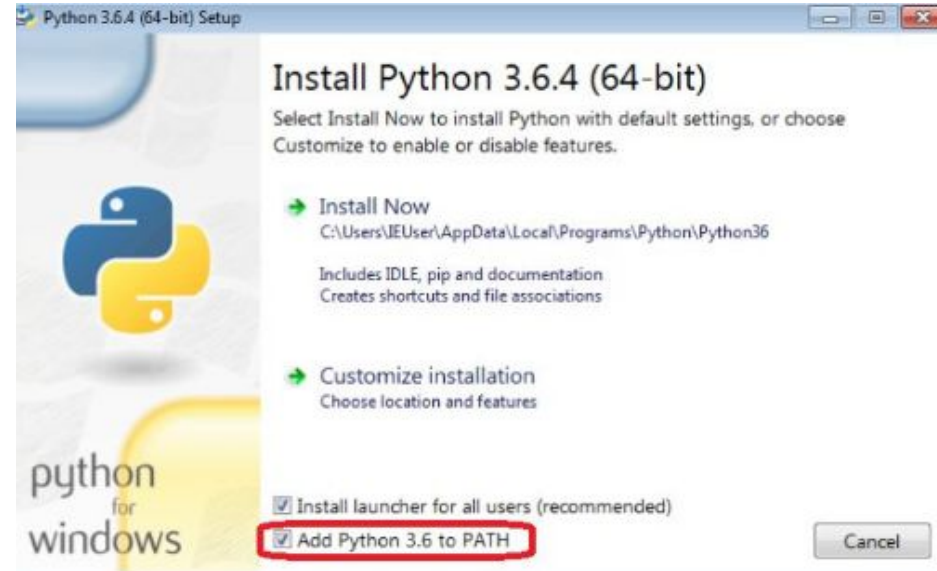 Python 3.6.4 (64-bit) Setup
Install Python 3.6.4 (64-bit)
Select Install Now to install Python with default settings, or choose
Customize to enable or disable features.
Install Now
C:\Users\IEUser\AppData\Local\Programs\Python\Python36
Includes IDLE, pip and documentation
Creates shortcuts and file associations
Customize installation
Choose location and features
python
for
windows
Install launcher for all users (recommended)
Add Python 3.6 to PATH
Cancel